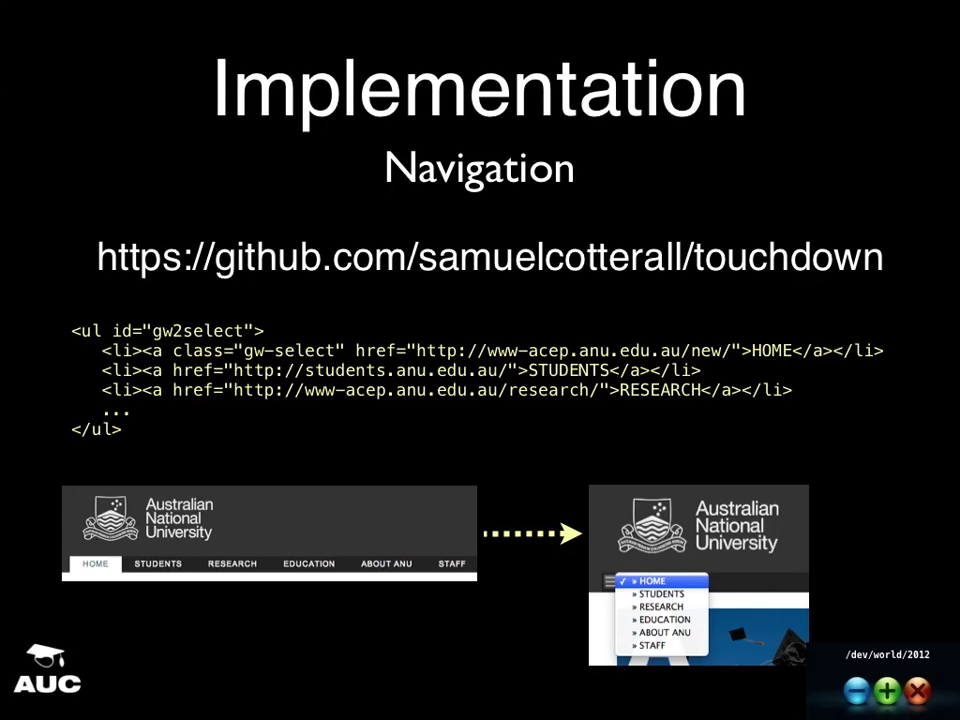 Implementation
Navigation
https://github.com/samuelcotterall/touchdown
<ul id="gw2select">
<li><a class="gw-select" href="http://www-acep.anu.edu.au/new/">HOME</a></li>
<li><a href="http://students.anu.edu.au/">STUDENTS</a></li>
<li><a href="http://www-acep.anu.edu.au/research/">RESEARCH</a></li>
...
</ul>
Australian
National
University
HOME STUDENTS RESEARCH EDUCATION ABOUT ANU STAFF
Australian
National
University
✓ » HOME
» STUDENTS
» RESEARCH
» EDUCATION
» ABOUT ANU
» STAFF
AUC
/dev/world/2012